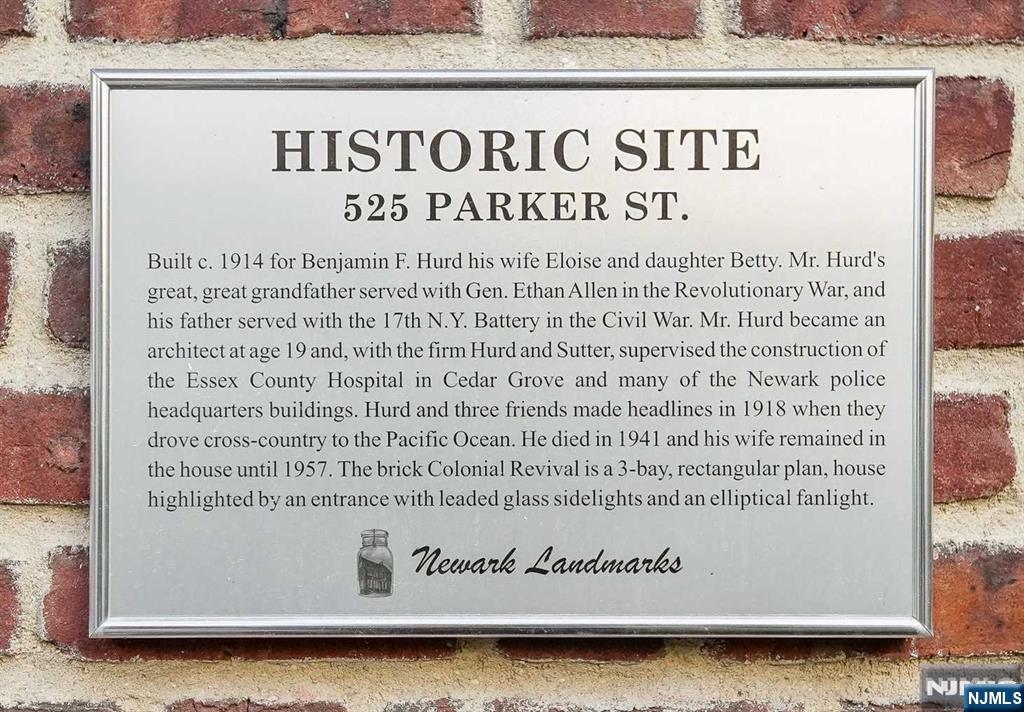 HISTORIC SITE
525 PARKER ST.
Built c. 1914 for Benjamin F. Hurd his wife Eloise and daughter Betty. Mr. Hurd's
great, great grandfather served with Gen. Ethan Allen in the Revolutionary War, and
his father served with the 17th N.Y. Battery in the Civil War. Mr. Hurd became an
architect at age 19 and, with the firm Hurd and Sutter, supervised the construction of
the Essex County Hospital in Cedar Grove and many of the Newark police
headquarters buildings. Hurd and three friends made headlines in 1918 when they
drove cross-country to the Pacific Ocean. He died in 1941 and his wife remained in
the house until 1957. The brick Colonial Revival is a 3-bay, rectangular plan, house
highlighted by an entrance with leaded glass sidelights and an elliptical fanlight.
Newark Landmarks
NJMLS